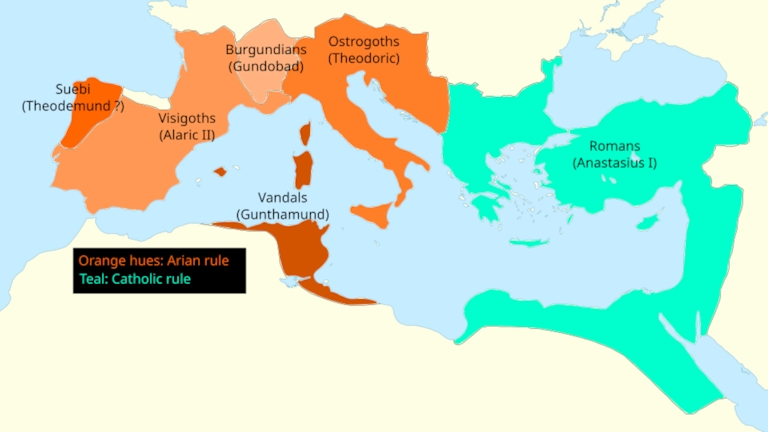 Burgundians
(Gundobad)
Ostrogoths
(Theodoric)
Suebi
(Theodemund ?)
Visigoths
(Alaric II)
Romans
(Anastasius I)
Vandals
(Gunthamund)
Orange hues: Arian rule
Teal: Catholic rule